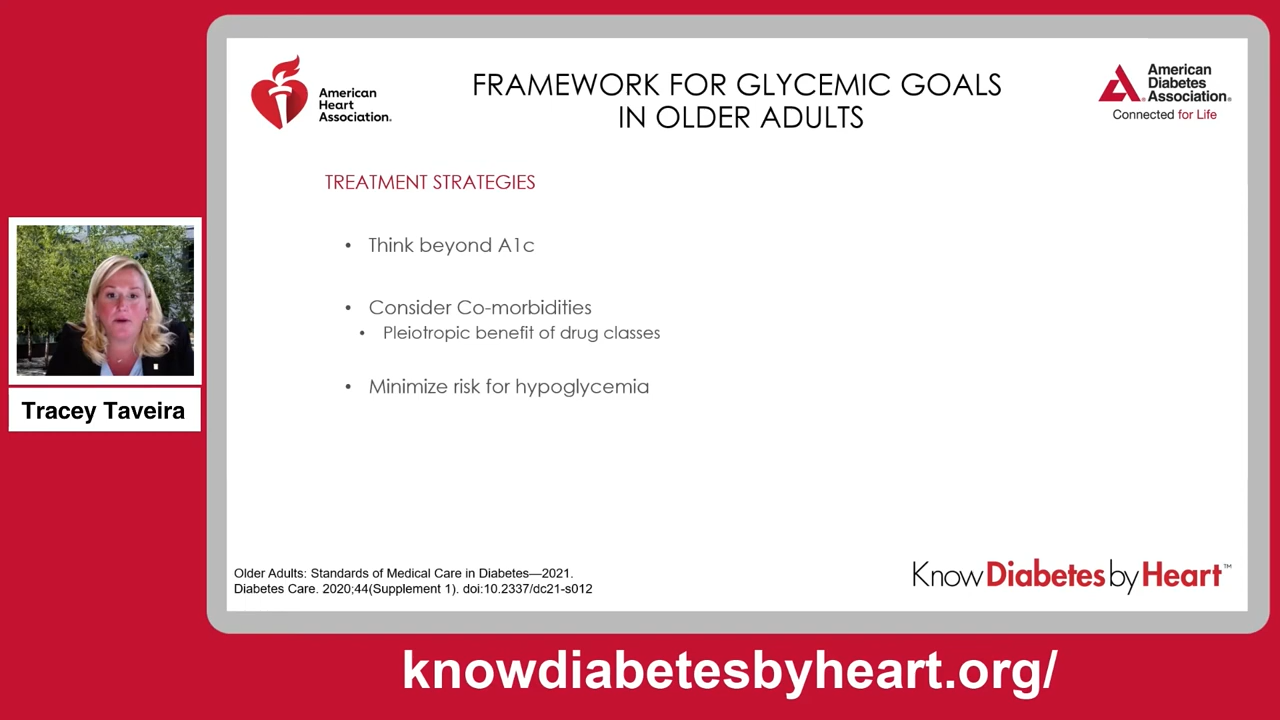 American
Heart
Association.
FRAMEWORK FOR GLYCEMIC GOALS
IN OLDER ADULTS
American
Diabetes
Association®
Connected for Life
TREATMENT STRATEGIES
• Think beyond A1c
• Consider Co-morbidities
• Pleiotropic benefit of drug classes
• Minimize risk for hypoglycemia
Tracey Taveira
Older Adults: Standards of Medical Care in Diabetes—2021.
Diabetes Care. 2020;44(Supplement 1). doi:10.2337/dc21-s012
Know Diabetes by Heart™
knowdiabetesbyheart.org/